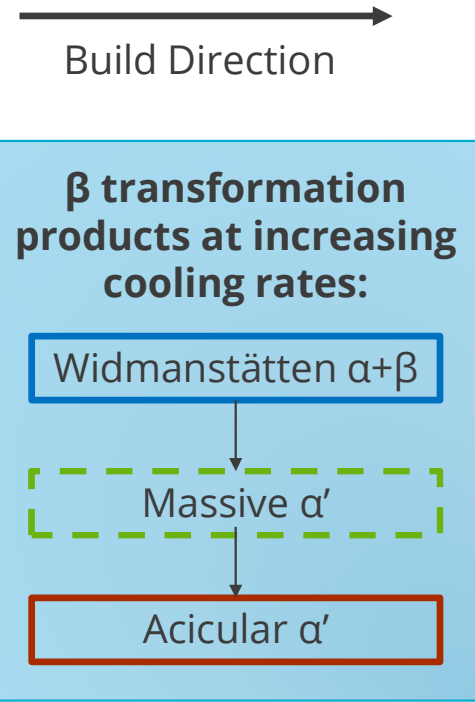 Build Direction
β transformation
products at increasing
cooling rates:
Widmanstätten α+β
Massive α’
Acicular α’